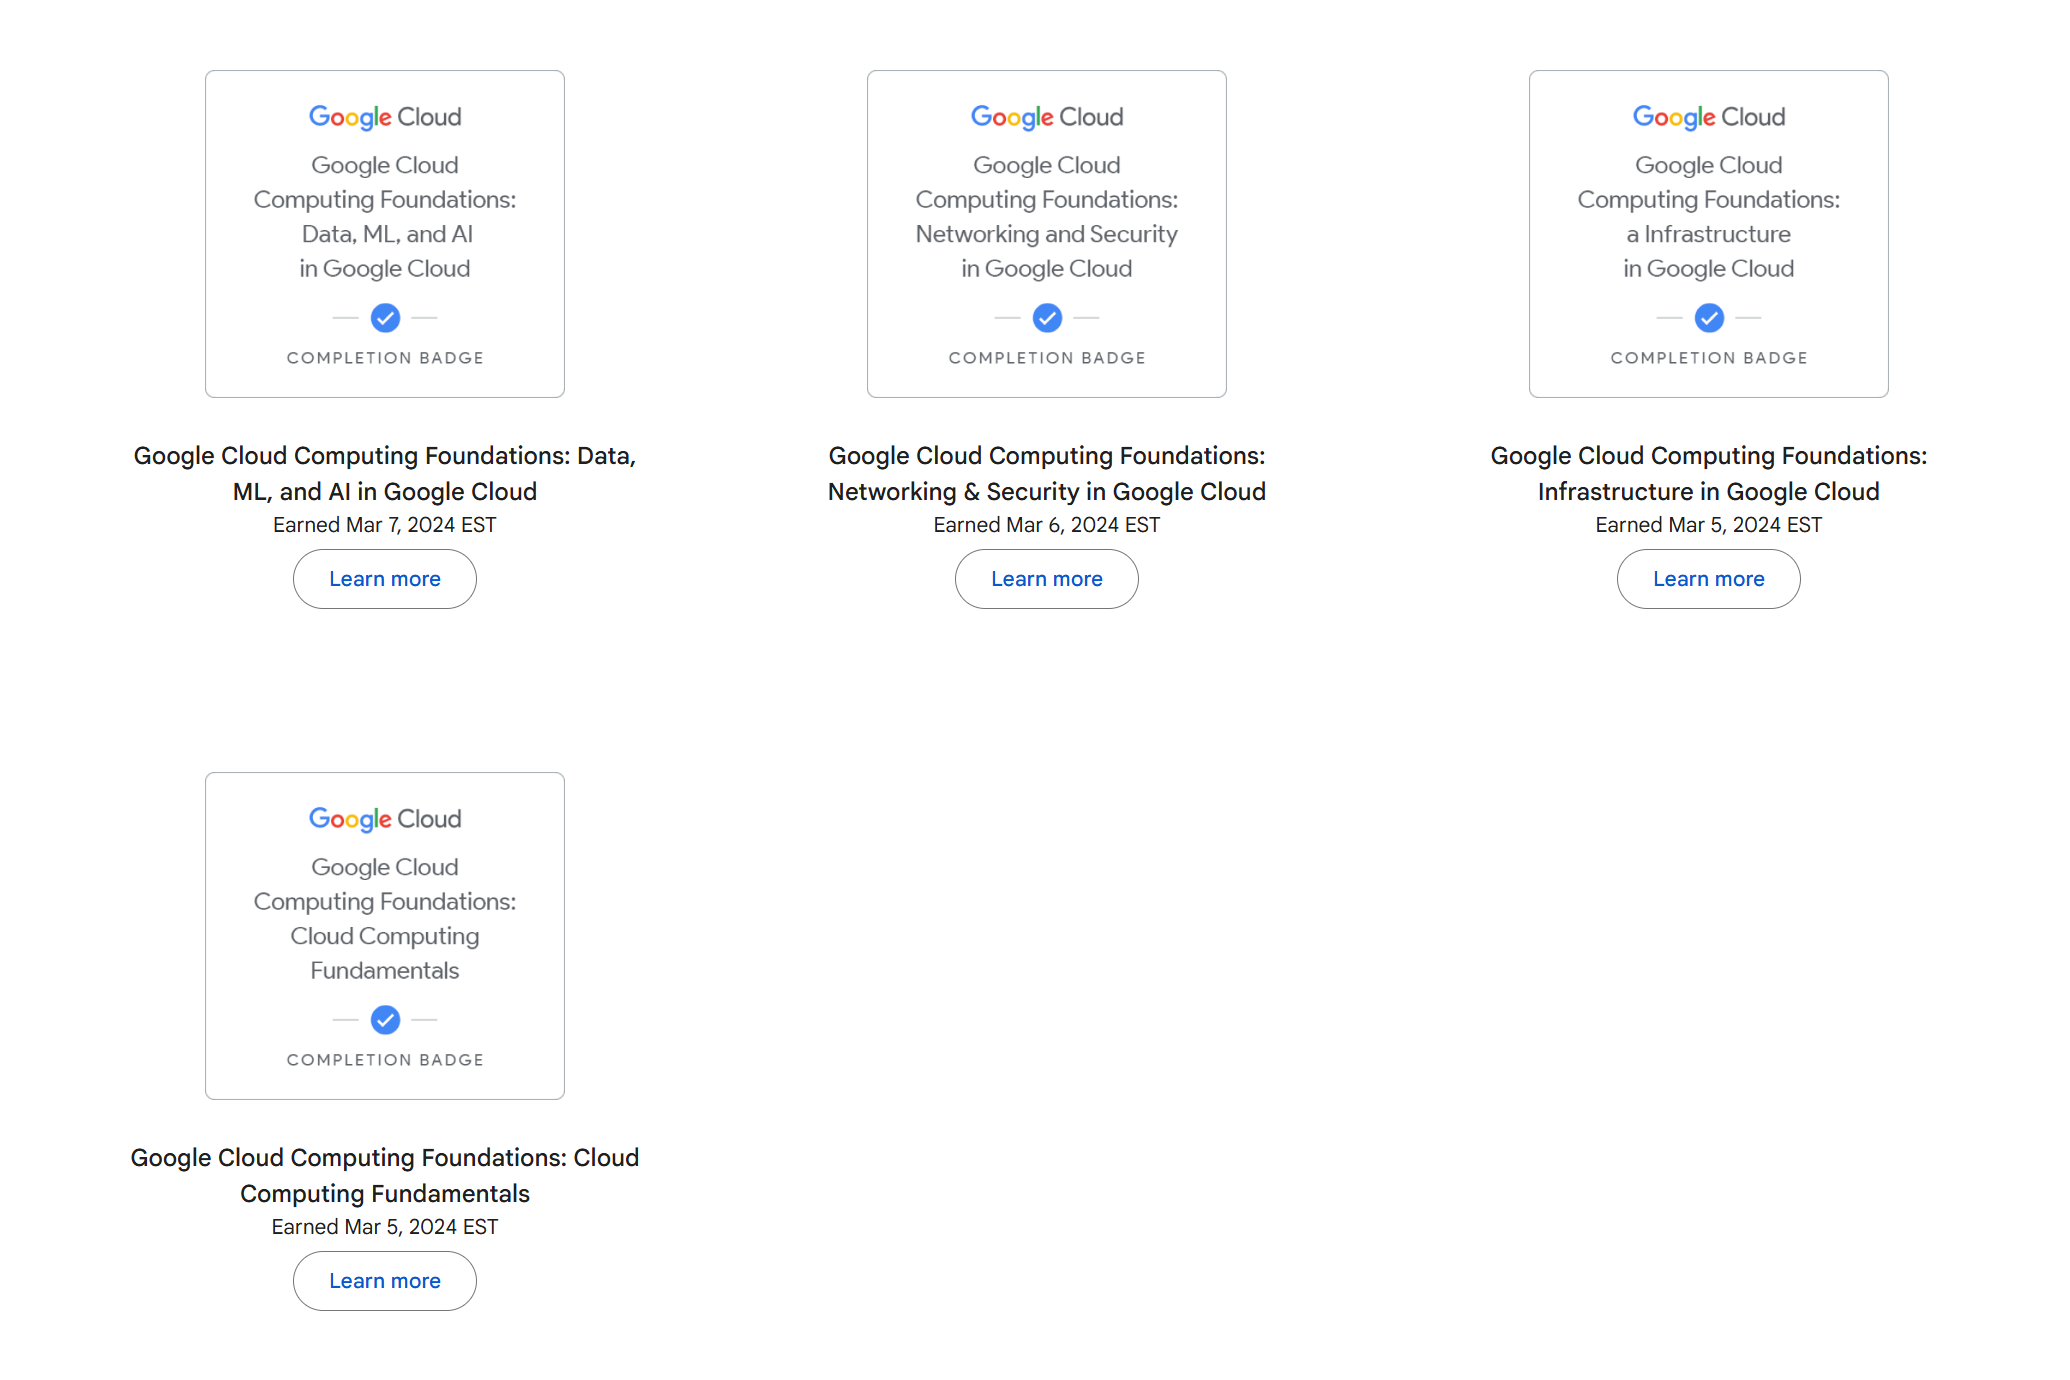 Google Cloud
Google Cloud
Computing Foundations:
Data, ML, and AI
in Google Cloud
COMPLETION BADGE
Google Cloud Computing Foundations: Data,
ML, and AI in Google Cloud
Earned Mar 7, 2024 EST
Learn more
Google Cloud
Google Cloud
Computing Foundations:
Networking and Security
in Google Cloud
COMPLETION BADGE
Google Cloud Computing Foundations:
Networking & Security in Google Cloud
Earned Mar 6, 2024 EST
Learn more
Google Cloud
Google Cloud
Computing Foundations:
a Infrastructure
in Google Cloud
COMPLETION BADGE
Google Cloud Computing Foundations:
Infrastructure in Google Cloud
Earned Mar 5, 2024 EST
Learn more
Google Cloud
Google Cloud
Computing Foundations:
Cloud Computing
Fundamentals
COMPLETION BADGE
Google Cloud Computing Foundations: Cloud
Computing Fundamentals
Earned Mar 5, 2024 EST
Learn more